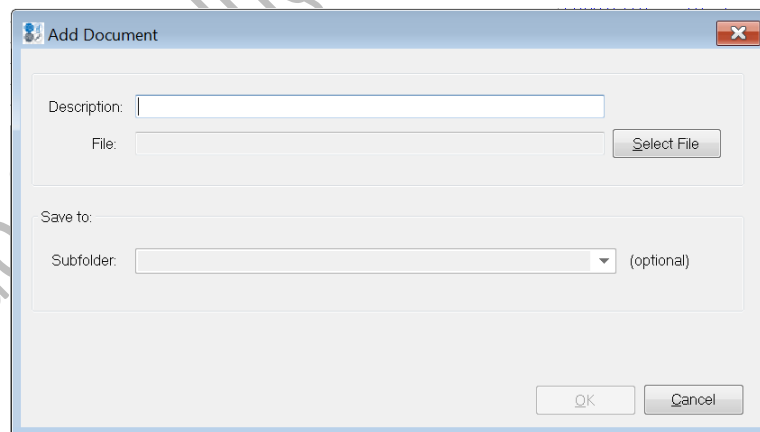 Add Document
Description:
File:
Select File
Save to:
Subfolder:
(optional)
OK
Cancel